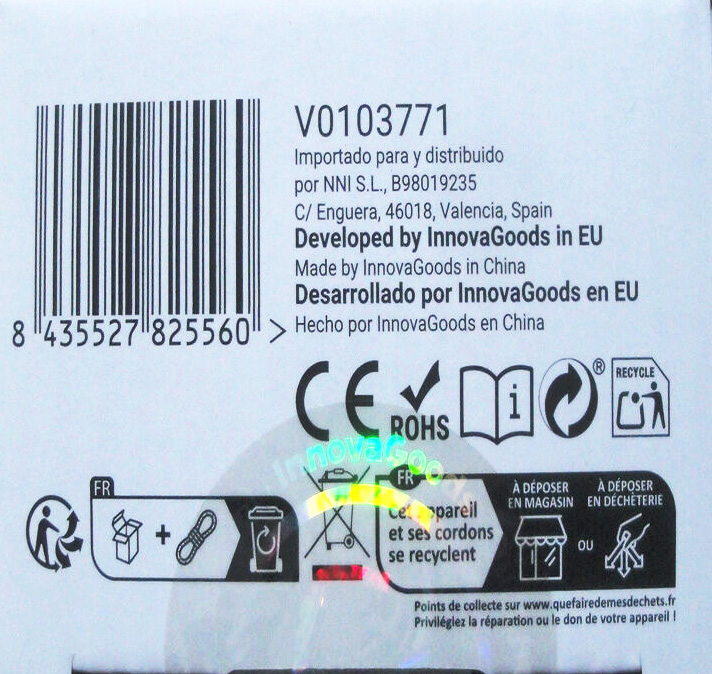 V0103771
Importado para y distribuido
por NNI S.L., B98019235
C/ Enguera, 46018, Valencia, Spain
Developed by InnovaGoods in EU
Made by InnovaGoods in China
Desarrollado por InnovaGoods en EU
Hecho por InnovaGoods en China
8 435527 825560 >
CE
ROHS
i
®
RECYCLE
InnovaGoods
FR
+
FR
Cet appareil
et ses cordons
se recyclent
À DÉPOSER
EN MAGASIN
OU
À DÉPOSER
EN DÉCHÈTERIE
Points de collecte sur www.quefairedemesdechets.fr
Privilégiez la réparation ou le don de votre appareil !